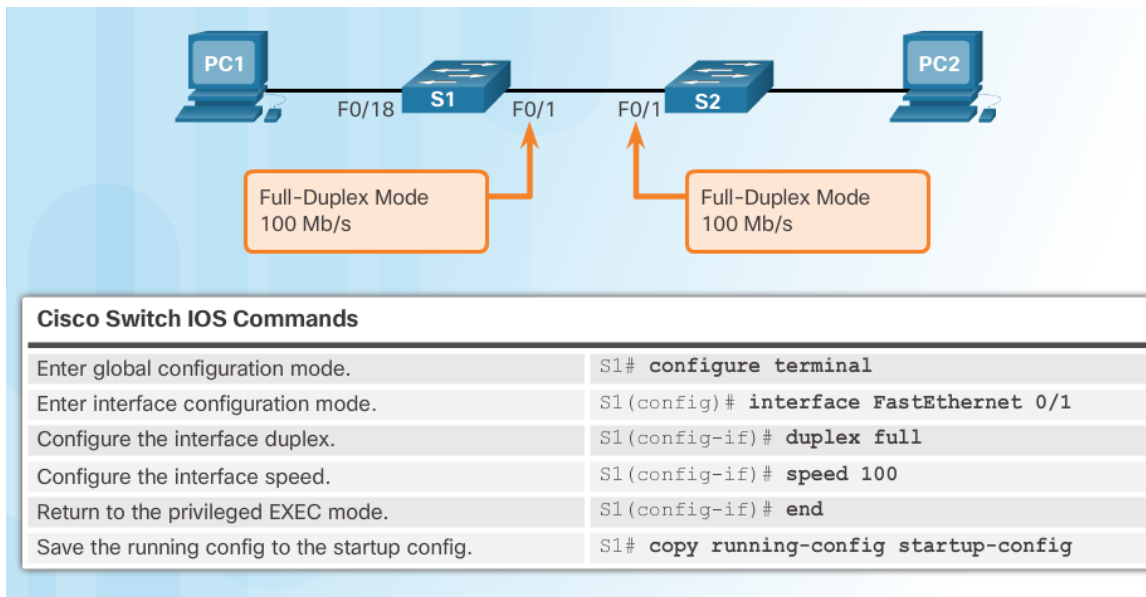 PC1
PC2
S1
S2
F0/18
F0/1
F0/1
Full-Duplex Mode
100 Mb/s
Full-Duplex Mode
100 Mb/s
Cisco Switch IOS Commands
Enter global configuration mode. S1# configure terminal
Enter interface configuration mode. S1(config)# interface FastEthernet 0/1
Configure the interface duplex. S1(config-if)# duplex full
Configure the interface speed. S1(config-if)# speed 100
Return to the privileged EXEC mode. S1(config-if)# end
Save the running config to the startup config. S1# copy running-config startup-config